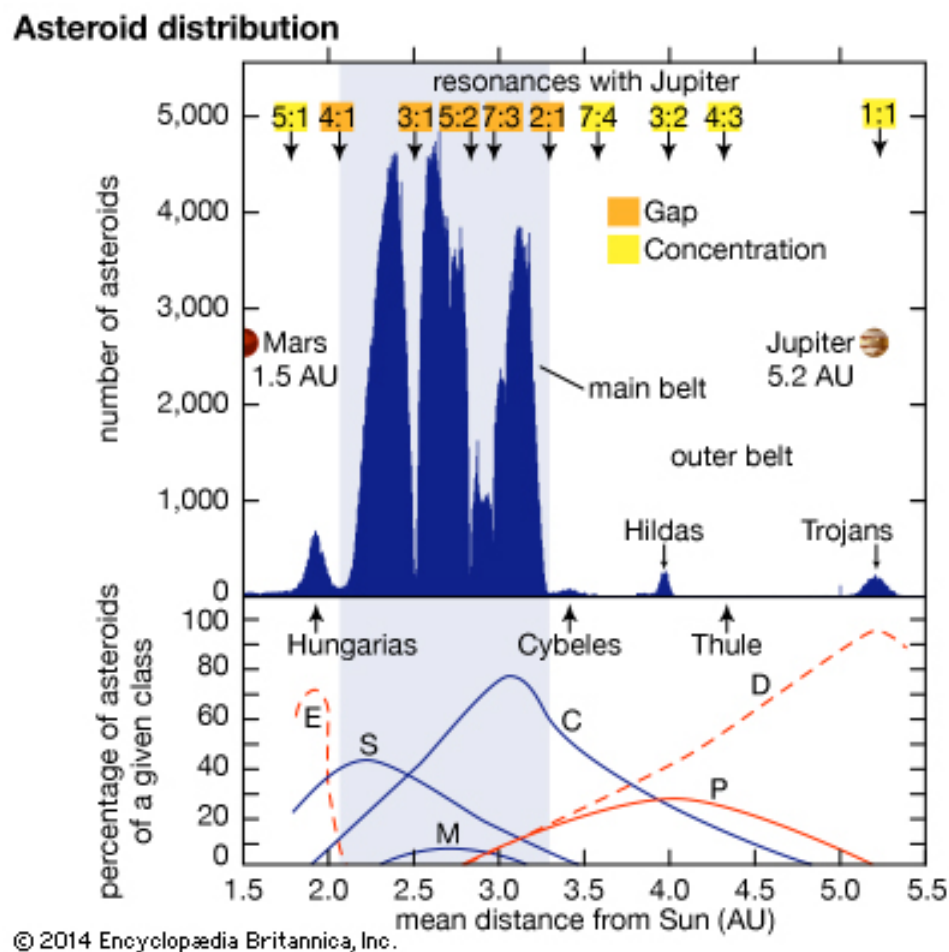 Asteroid distribution
resonances with Jupiter
5:1 4:1 3:1 5:2 7:3 2:1 7:4 3:2 4:3 1:1
number of asteroids
5,000
4,000
3,000
2,000
1,000
0
Gap
Concentration
Mars
1.5 AU
Jupiter
5.2 AU
main belt
outer belt
Hildas
Trojans
Hungarias
Cybeles
Thule
percentage of asteroids
of a given class
100
80
60
40
20
0
E
S
M
C
D
P
1.5 2.0 2.5 3.0 3.5 4.0 4.5 5.0 5.5
mean distance from Sun (AU)
© 2014 Encyclopædia Britannica, Inc.